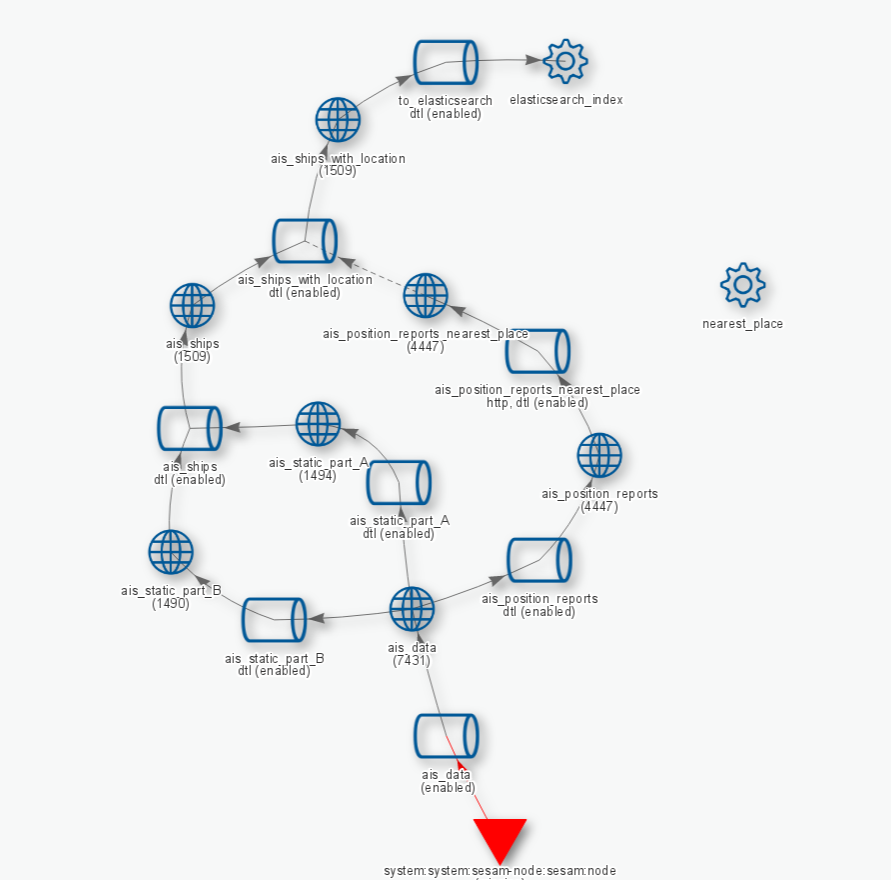 to_elasticsearch
dtl (enabled)
elasticsearch_index
ais_ships_with_location
(1509)
ais_ships_with_location
dtl (enabled)
nearest_place
ais_position_reports_nearest_place
(4447)
ais_ships
(1509)
ais_position_reports_nearest_place
http, dtl (enabled)
ais_ships
dtl (enabled)
ais_static_part_A
(1494)
ais_position_reports
(4447)
ais_static_part_A
dtl (enabled)
ais_static_part_B
(1490)
ais_position_reports
dtl (enabled)
ais_data
(7431)
ais_static_part_B
dtl (enabled)
ais_data
(enabled)
system:system:sesam-node:sesam:node